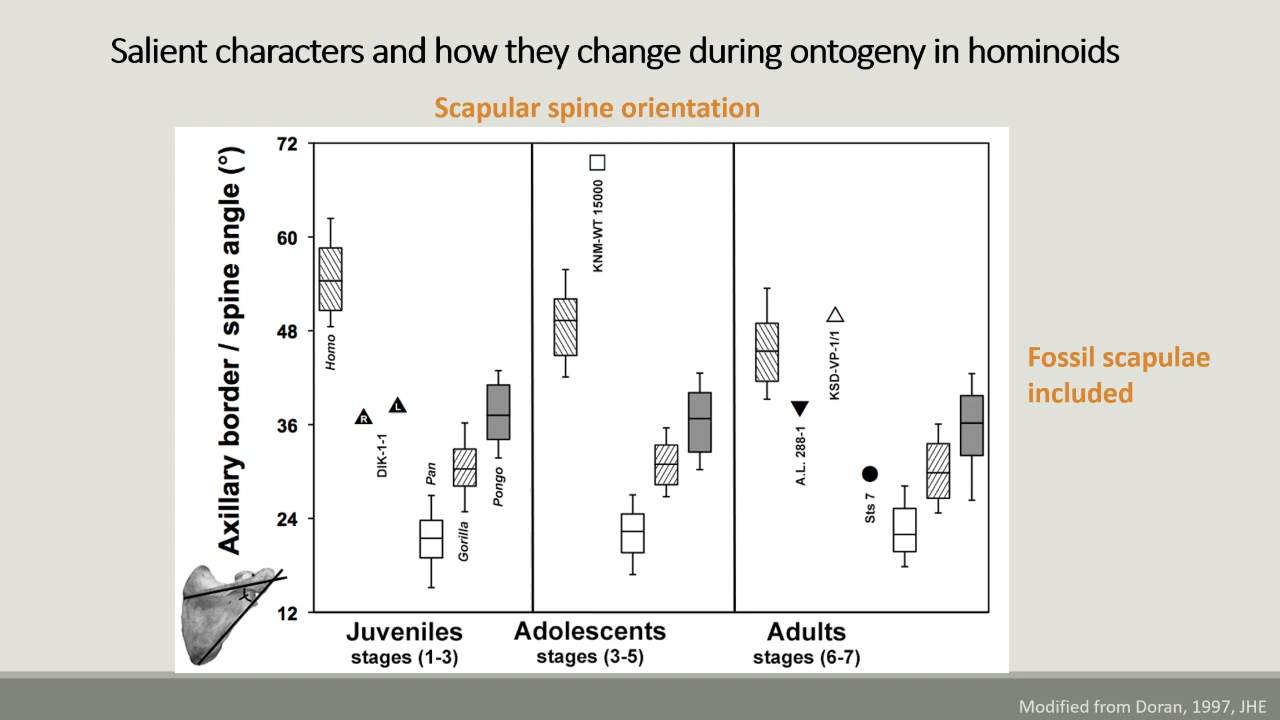 Salient characters and how they change during ontogeny in hominoids
Scapular spine orientation
Axillary border / spine angle (°)
72
60
48
36
24
12
Homo
R
L
DIK-1-1
Pan
Gorilla
Pongo
KNM-WT 15000
A.L. 288-1
KSD-VP-1/1
Sts 7
Juveniles
stages (1-3)
Adolescents
stages (3-5)
Adults
stages (6-7)
Fossil scapulae
included
Modified from Doran, 1997, JHE